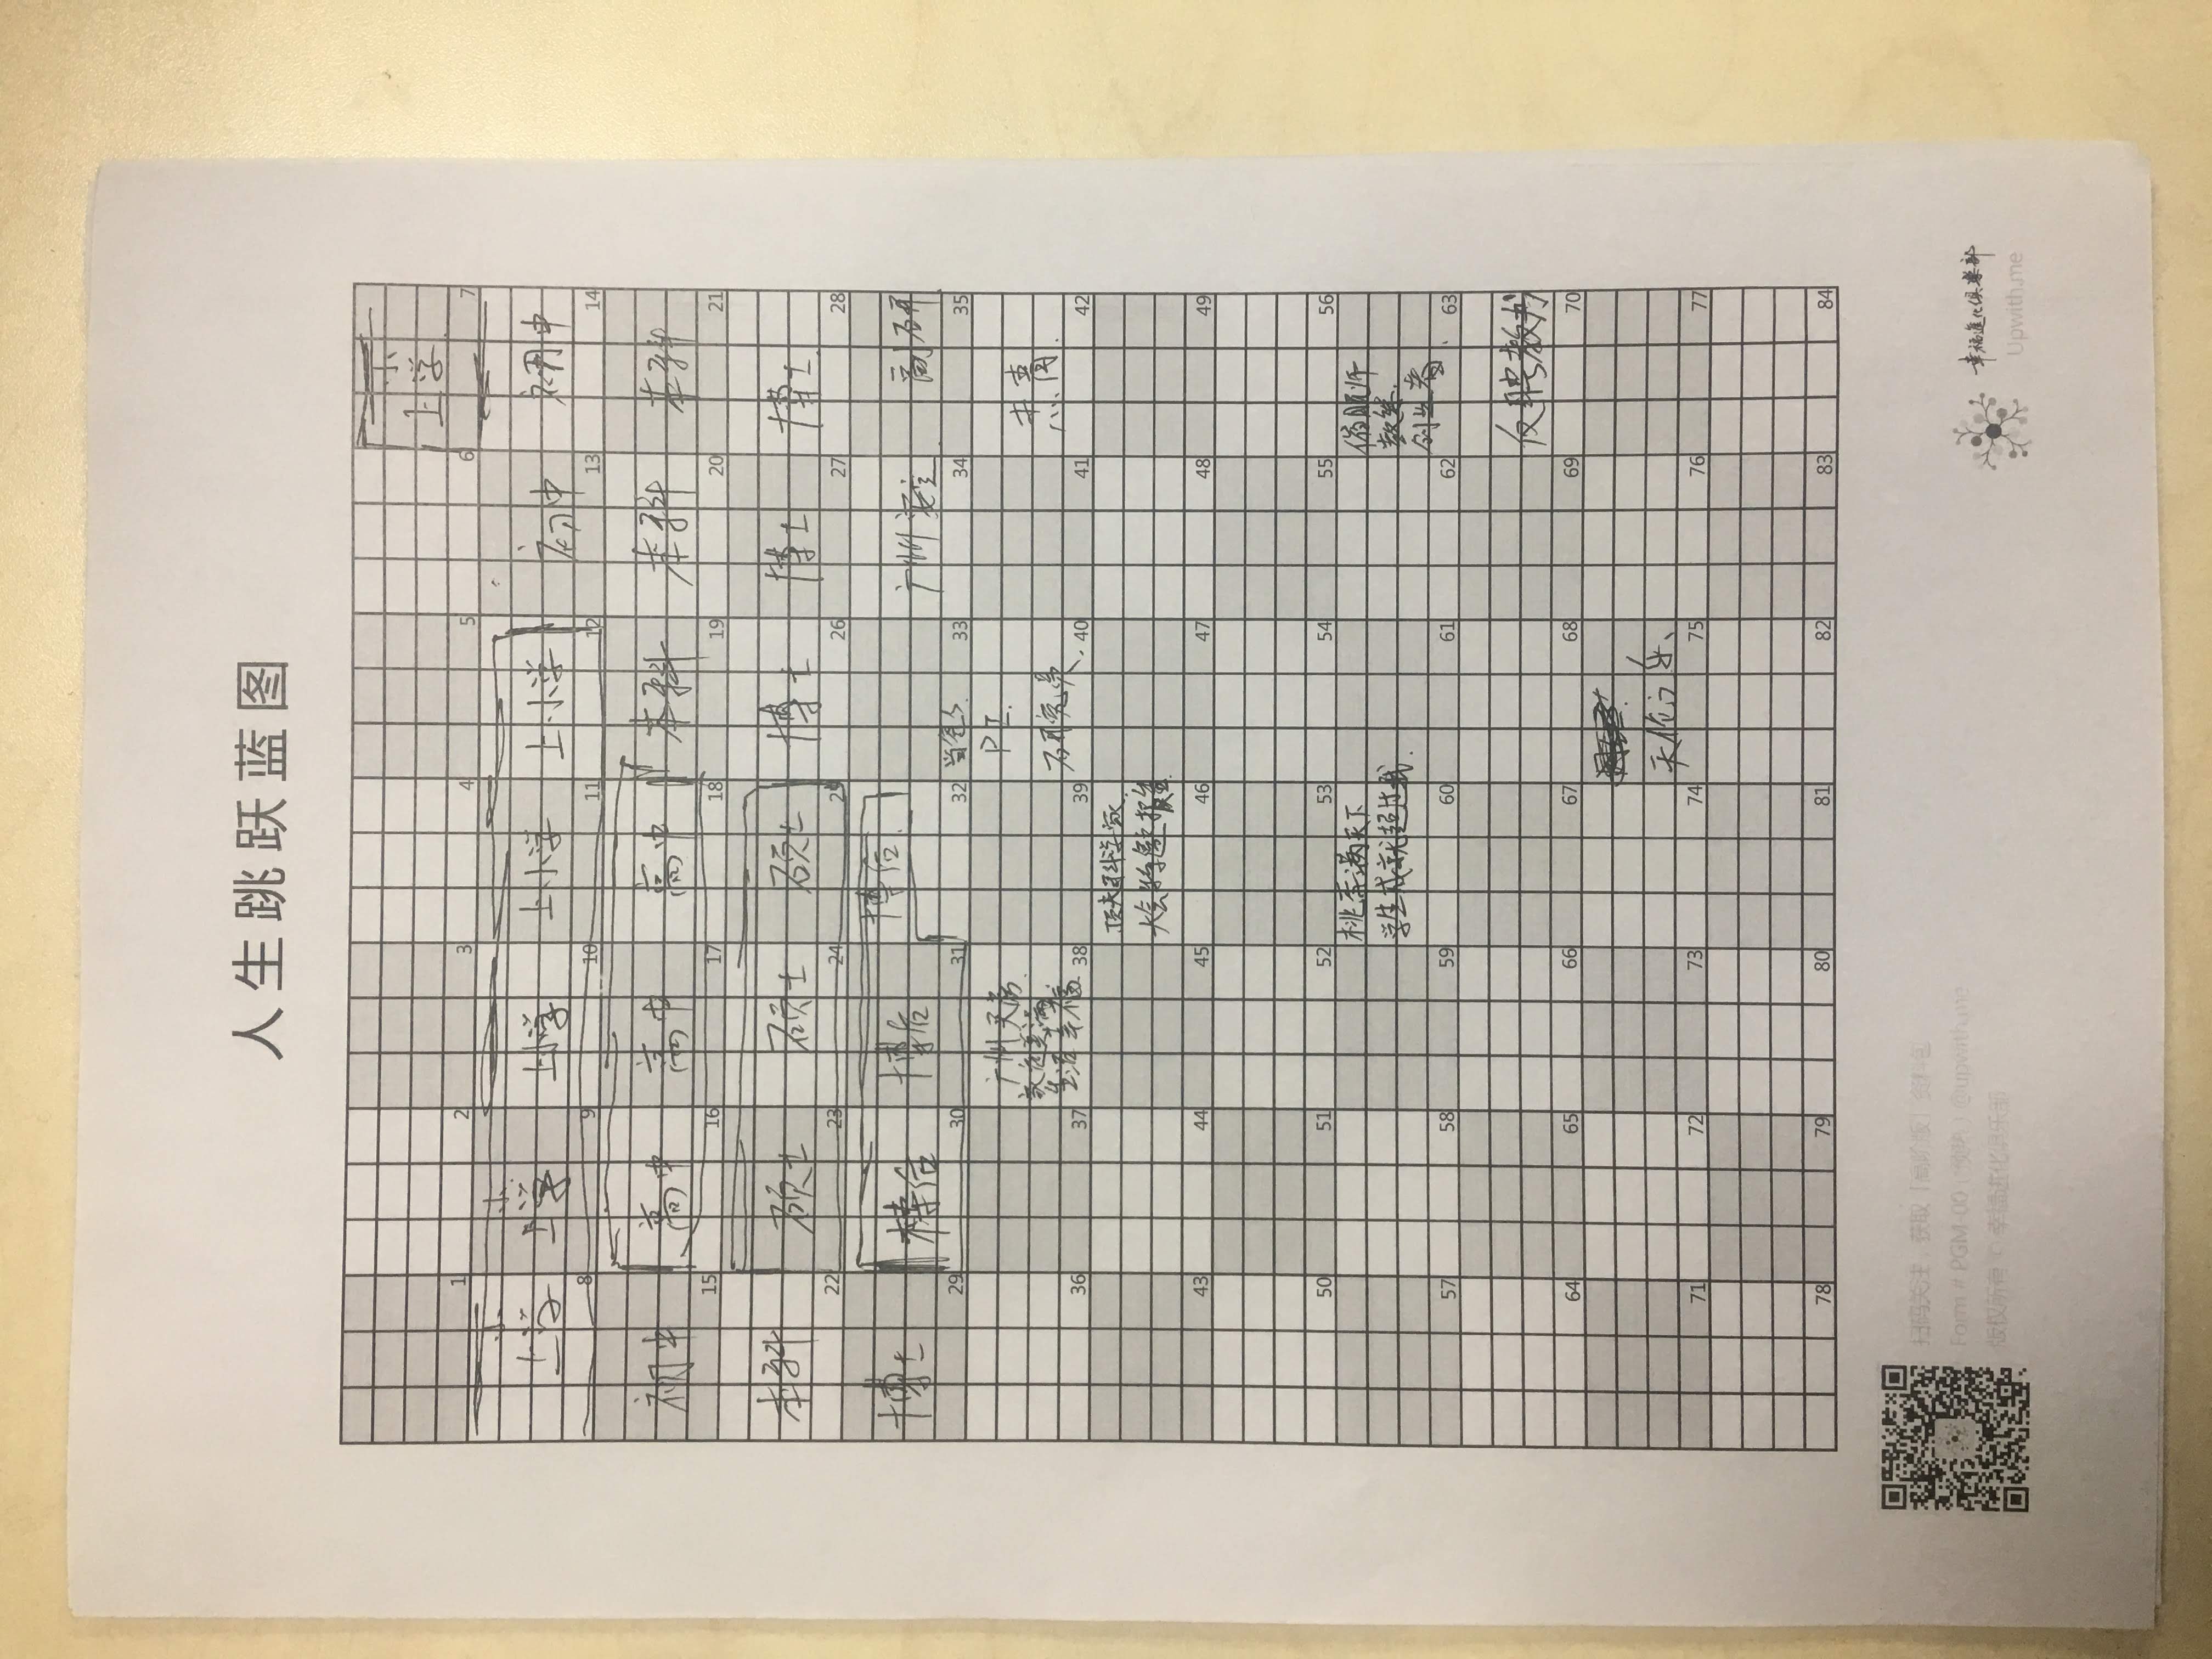 人生跳跃蓝图
小
上学
1 2 3 4 5 6 7
小 小
上学 上学 上小学 上小学 上小学 初中 初中
8 9 10 11 12 13 14
初中 高中 高中 高中 本科 本科 本科
15 16 17 18 19 20 21
本科 硕士 硕士 硕士 博士 博士 博士
22 23 24 25 26 27 28
博士 博后 博后 博后 广州安定 副研
29 30 31 32 33 34 35
当爸爸
广州买房 PI
家庭美满 杰青
生活幸福 研究员
36 37 38 39 40 41 42
顶尖科学家
大会特邀报告
43 44 45 46 47 48 49
50 51 52 53 54 55 56
桃李满天下 催眠师
学生成就超过我 教练
创业者
57 58 59 60 61 62 63
反聘教书
64 65 66 67 68 69 70
天伦之乐
71 72 73 74 75 76 77
78 79 80 81 82 83 84
扫码关注，获取「高阶版」资料包
Form # PGM-00（预热）@upwith.me
版权所有 © 幸福进化俱乐部
幸福進化俱樂部
Upwith.me